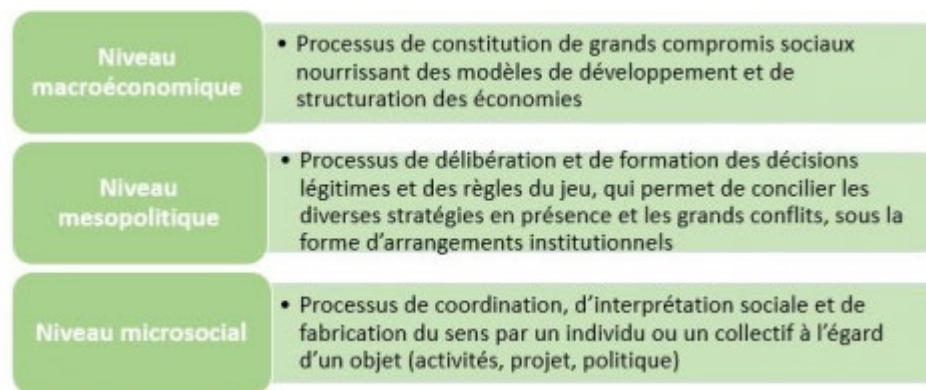 Niveau
macroéconomique
• Processus de constitution de grands compromis sociaux
nourrissant des modèles de développement et de
structuration des économies
Niveau
mesopolitique
• Processus de délibération et de formation des décisions
légitimes et des règles du jeu, qui permet de concilier les
diverses stratégies en présence et les grands conflits, sous la
forme d'arrangements institutionnels
Niveau microsocial
• Processus de coordination, d'interprétation sociale et de
fabrication du sens par un individu ou un collectif à l'égard
d'un objet (activités, projet, politique)